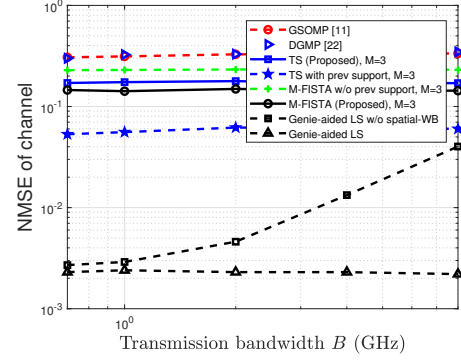 10^0
GSOMP [11]
DGMP [22]
TS (Proposed), M=3
TS with prev support, M=3
M-FISTA w/o prev support, M=3
M-FISTA (Proposed), M=3
Genie-aided LS w/o spatial-WB
Genie-aided LS
10^-1
10^-2
10^-3
NMSE of channel
10^0
Transmission bandwidth B (GHz)